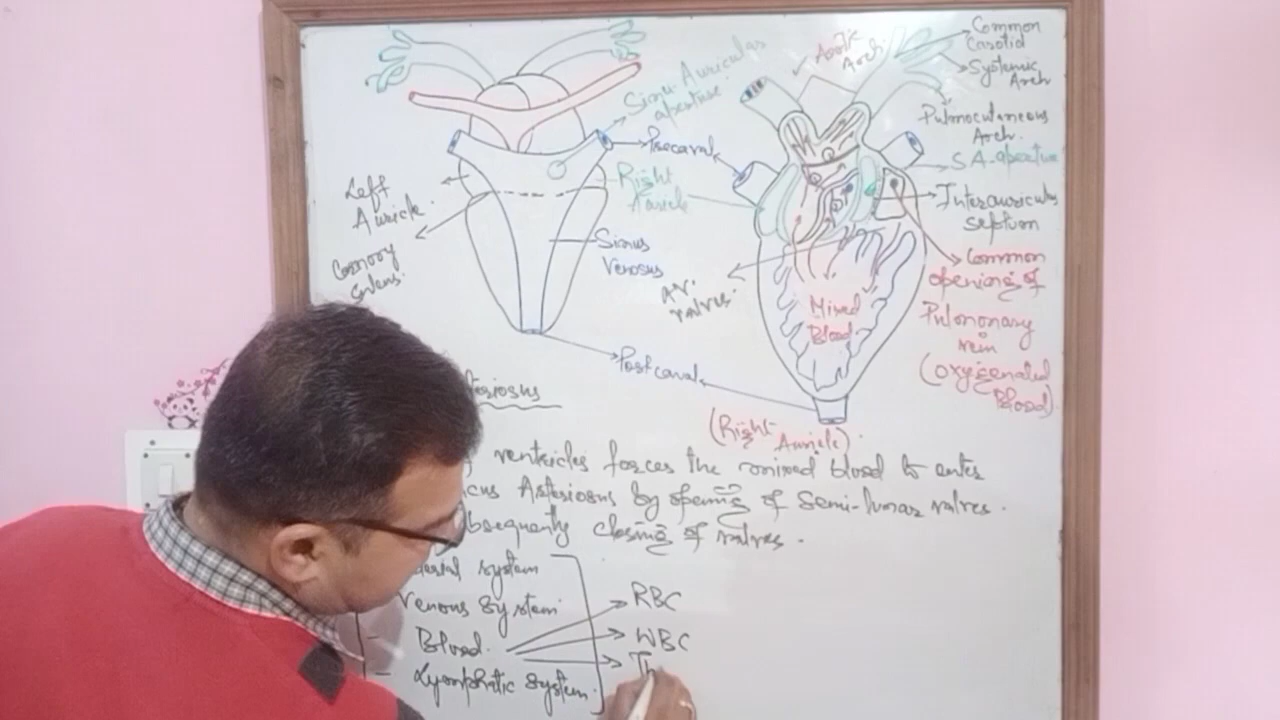 Common
Carotid
Systemic
Arch
Aortic
Arch
Sinu-Auricular
aperture
Pulmocutaneous
Arch.
Precaval
S.A.aperture
Right
Auricle
Left
Auricle
Interauricular
septum
Sinus
Venosus
Common
opening of
Pulmonary
vein
(oxygenated
Blood)
A.V.
valves.
Mixed
Blood
Postcaval
(Right
Auricle)
ventricles forces the mixed blood to enter
Arteriosus by opening of Semi-lunar valves.
closing of valves.
system
Venous System
RBC
Blood.
WBC
Th
Lymphatic System